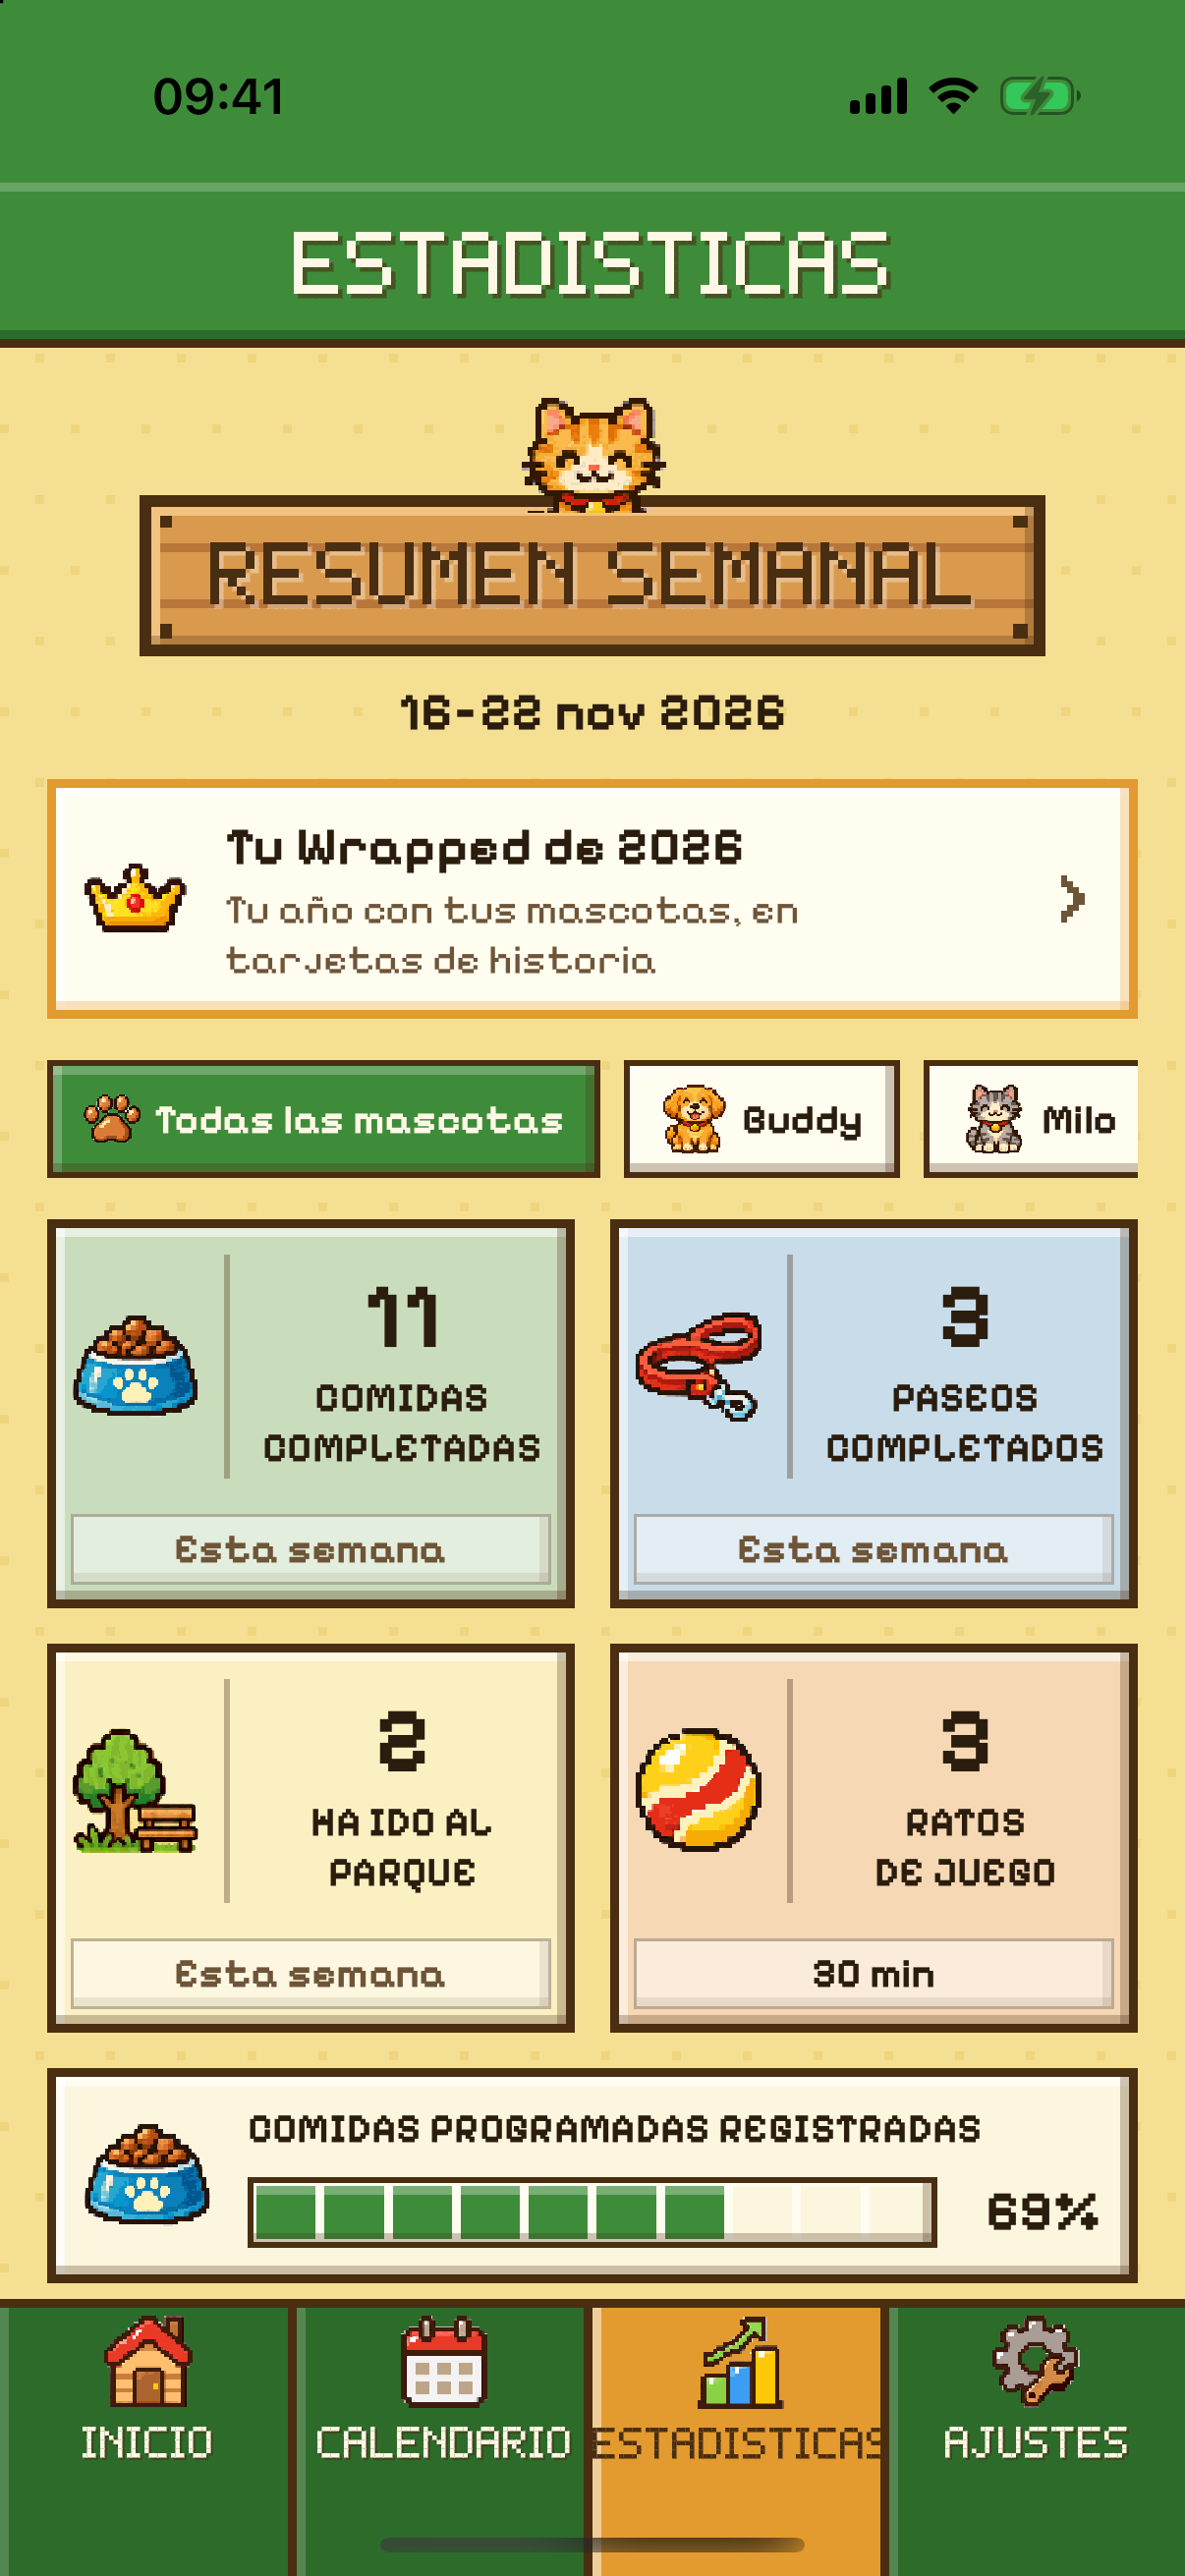 09:41
ESTADISTICAS
RESUMEN SEMANAL
16-22 nov 2026
Tu Wrapped de 2026
Tu año con tus mascotas, en
tarjetas de historia
Todas las mascotas
Buddy
Milo
11
COMIDAS
COMPLETADAS
Esta semana
3
PASEOS
COMPLETADOS
Esta semana
2
HA IDO AL
PARQUE
Esta semana
3
RATOS
DE JUEGO
30 min
COMIDAS PROGRAMADAS REGISTRADAS
69%
INICIO
CALENDARIO
ESTADISTICAS
AJUSTES